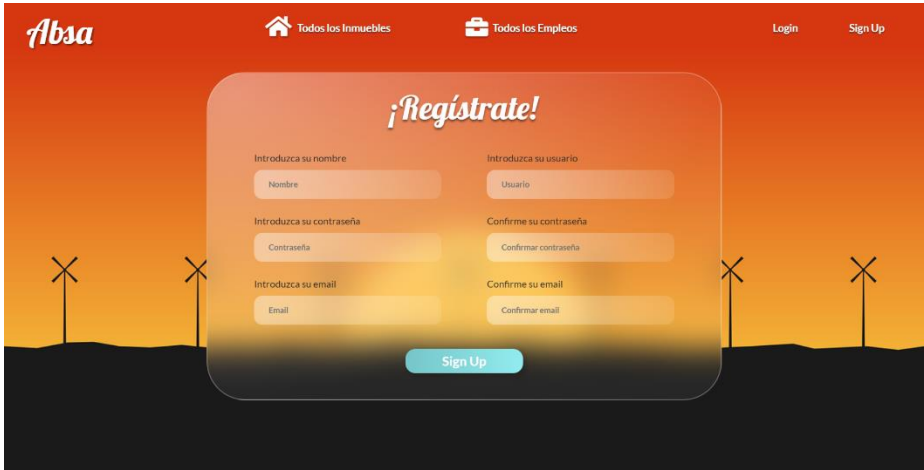 Absa
Todos los Inmuebles
Todos los Empleos
Login
Sign Up
¡Regístrate!
Introduzca su nombre
Introduzca su usuario
Nombre
Usuario
Introduzca su contraseña
Confirme su contraseña
Contraseña
Confirmar contraseña
Introduzca su email
Confirme su email
Email
Confirmar email
Sign Up